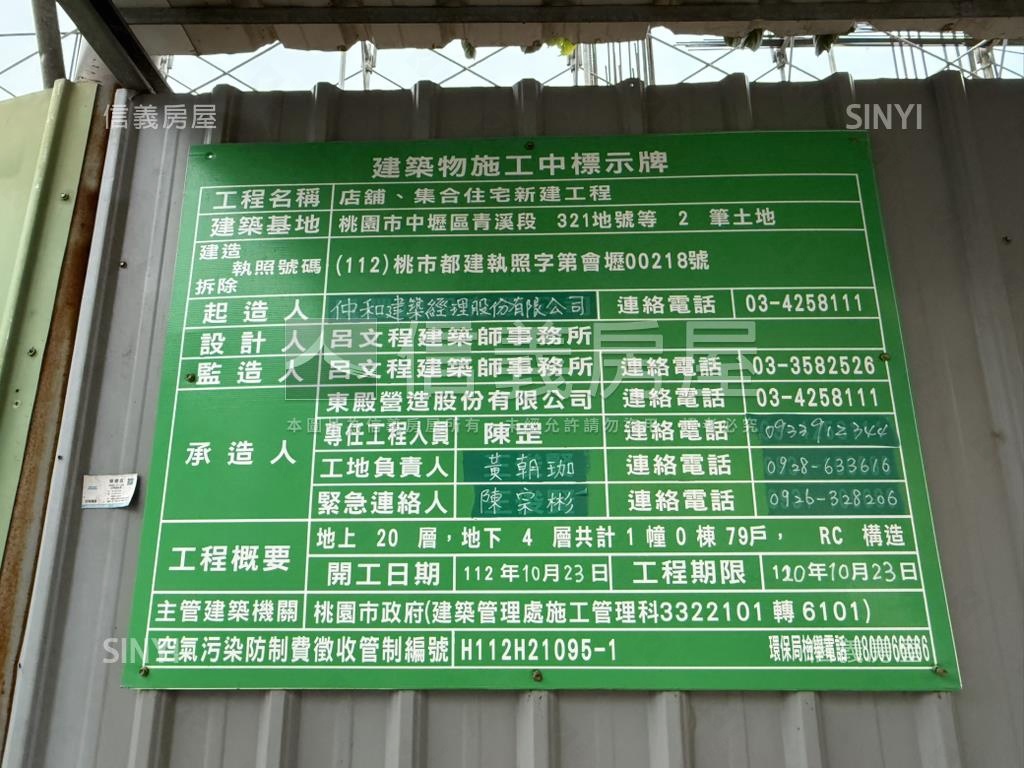 信義房屋
SINYI
建築物施工中標示牌
工程名稱 店舖、集合住宅新建工程
建築基地 桃園市中壢區青溪段 321地號等 2 筆土地
建造
執照號碼 (112)桃市都建執照字第會壢00218號
拆除
起造人 仲和建築經理股份有限公司 連絡電話 03-4258111
設計人 呂文程建築師事務所
監造人 呂文程建築師事務所 連絡電話 03-3582526
承造人 東殿營造股份有限公司 連絡電話 03-4258111
專任工程人員 陳罡 連絡電話 0933912344
工地負責人 黃朝珈 連絡電話 0928-633616
緊急連絡人 陳宗彬 連絡電話 0926-328206
工程概要 地上 20 層,地下 4 層共計1幢0棟79戶, RC 構造
開工日期 112年10月23日 工程期限 120年10月23日
主管建築機關 桃園市政府(建築管理處施工管理科3322101 轉 6101)
空氣污染防制費徵收管制編號 H112H21095-1 環保局檢舉電話:0800066666
信義房屋
SINYI